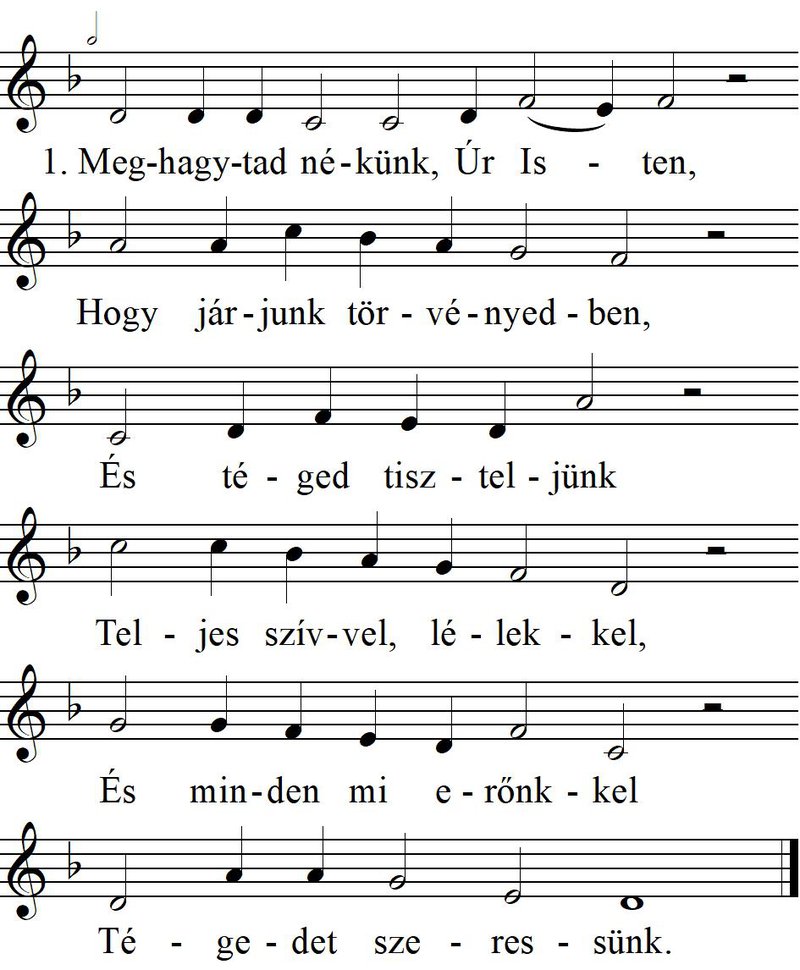 1. Meg-hagy-tad né-künk, Úr Is - ten,
Hogy jár-junk tör-vé-nyed-ben,
És té-ged tisz-tel-jünk
Tel-jes szív-vel, lé-lek-kel,
És min-den mi e-rőnk-kel
Té-ge-det sze-res-sünk.